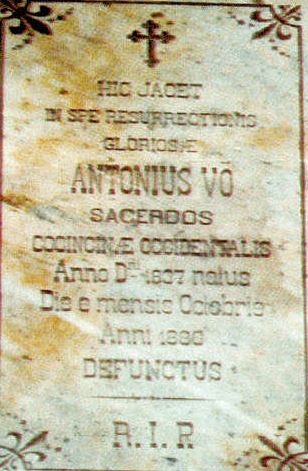 HIC JACET
IN SPE RESURRECTIONIS
GLORIOSÆ
ANTONIUS VÕ
SACERDOS
COCINCINÆ OCCIDENTALIS
Anno Dni 1837 natus
Die 6 mensis Octobris
Anni
DEFUNCTUS
R. I. P.